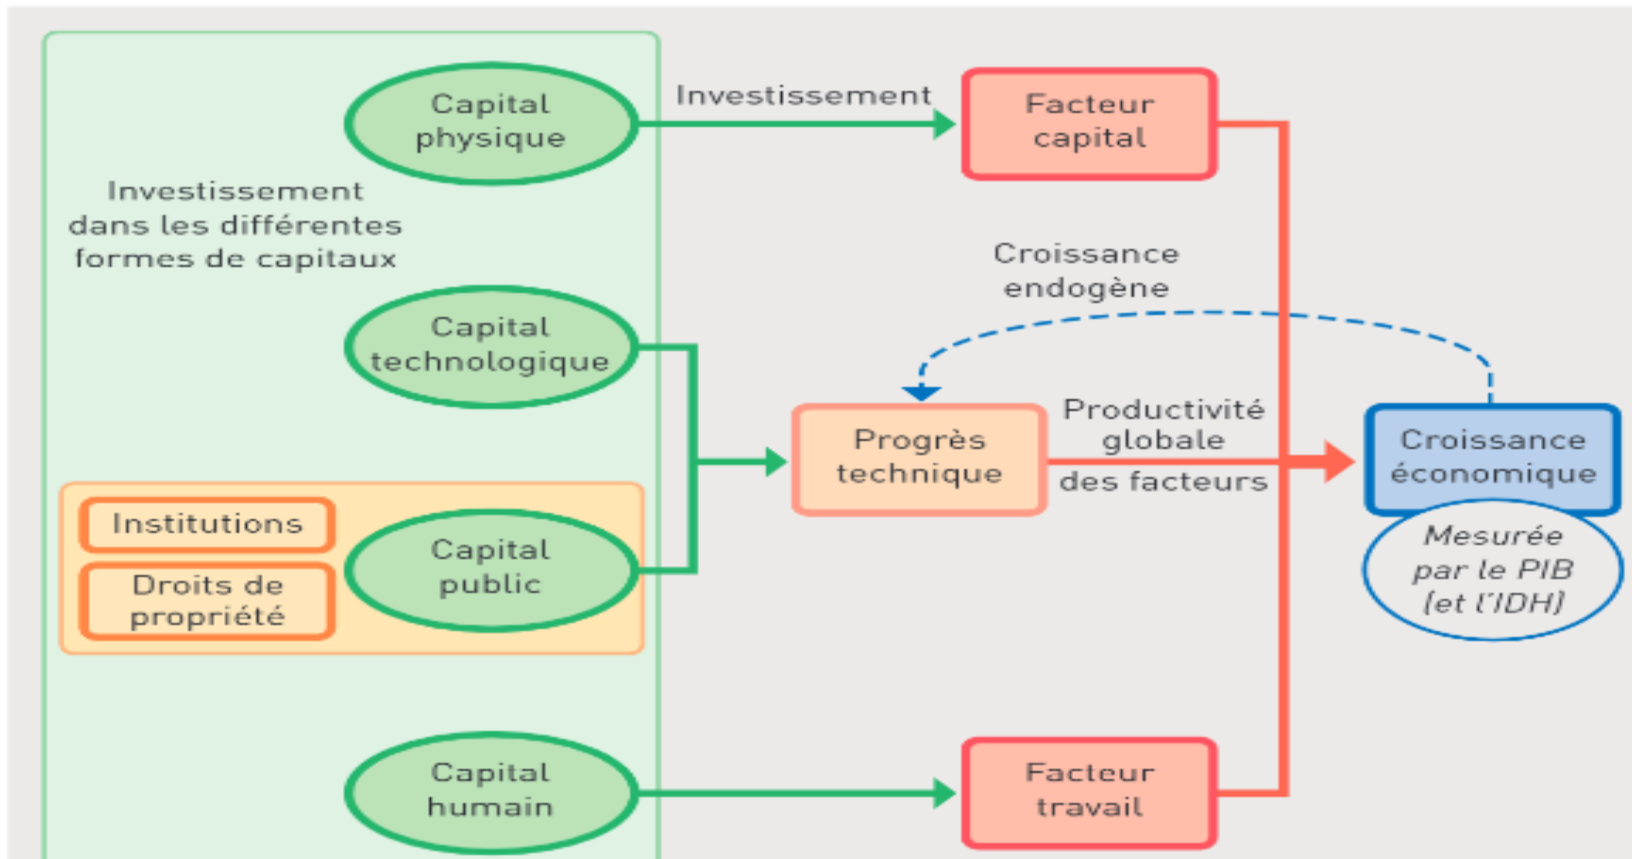 Capital
physique
Investissement
Facteur
capital
Investissement
dans les différentes
formes de capitaux
Croissance
endogène
Capital
technologique
Progrès
technique
Productivité
globale
des facteurs
Croissance
économique
Mesurée
par le PIB
(et l'IDH)
Institutions
Droits de
propriété
Capital
public
Capital
humain
Facteur
travail